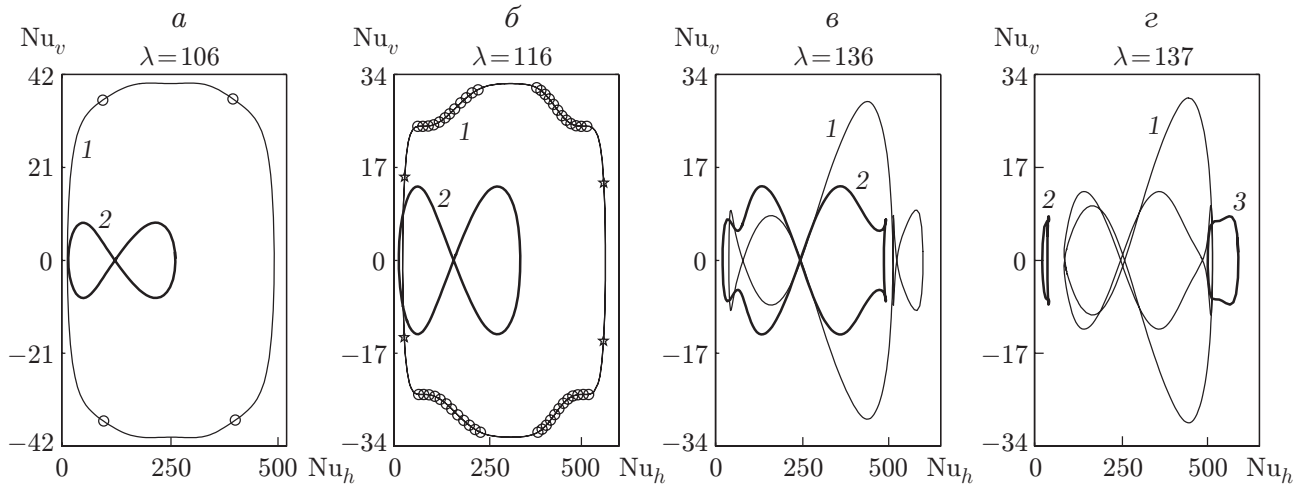 а б в г
Nu_v Nu_v Nu_v Nu_v
λ=106 λ=116 λ=136 λ=137
42 34 34 34
1 1 1 1
2 2 2 2 3
21 17 17 17
0 0 0 0
−21 −17 −17 −17
−42 −34 −34 −34
0 250 500 Nu_h 0 250 500 Nu_h 0 250 500 Nu_h 0 250 500 Nu_h